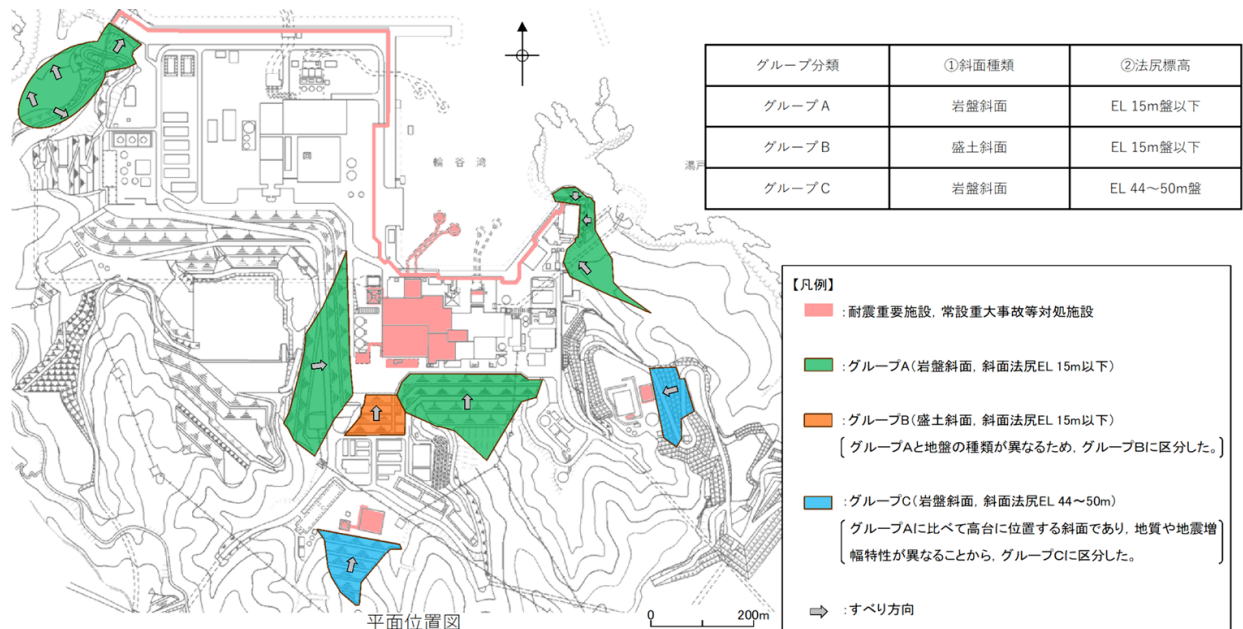 グループ分類 ①斜面種類 ②法尻標高
グループA 岩盤斜面 EL 15m盤以下
グループB 盛土斜面 EL 15m盤以下
グループC 岩盤斜面 EL 44～50m盤
輪谷湾
湯戸
【凡例】
:耐震重要施設，常設重大事故等対処施設
:グループA（岩盤斜面，斜面法尻EL 15m以下）
:グループB（盛土斜面，斜面法尻EL 15m以下）
グループAと地盤の種類が異なるため，グループBに区分した。
:グループC（岩盤斜面，斜面法尻EL 44～50m）
グループAに比べて高台に位置する斜面であり，地質や地震増
幅特性が異なることから，グループCに区分した。
:すべり方向
平面位置図
0 200m